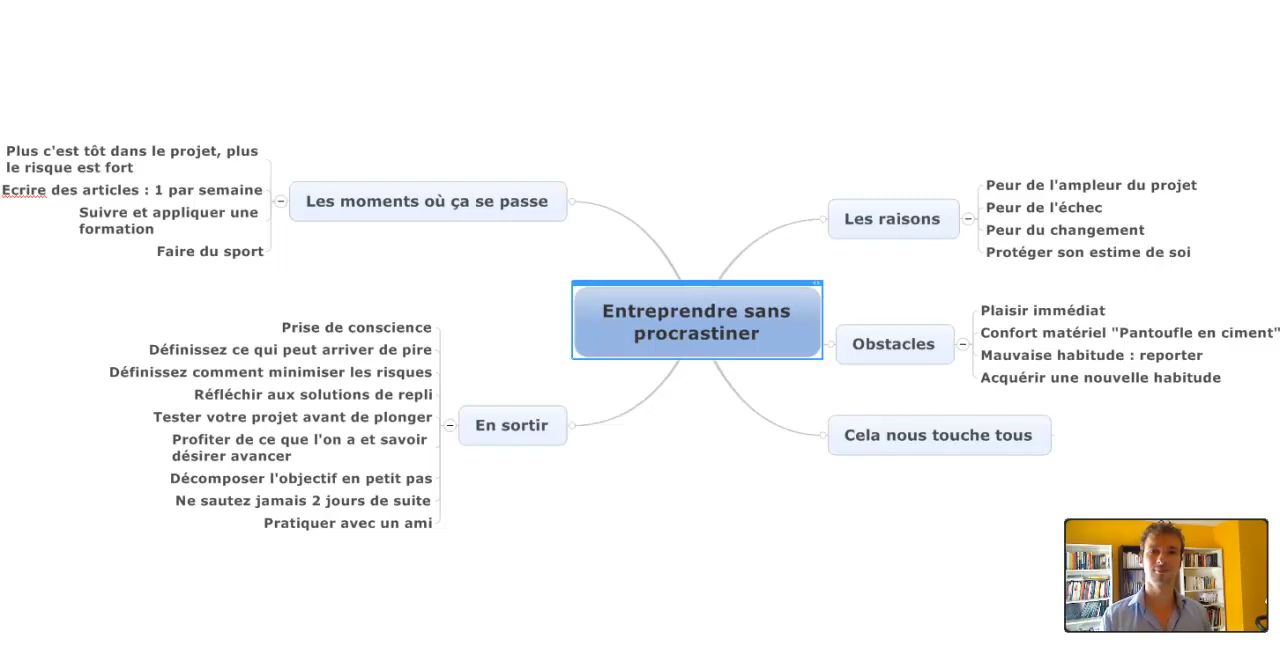 Entreprendre sans
procrastiner
Les raisons
Peur de l'ampleur du projet
Peur de l'échec
Peur du changement
Protéger son estime de soi
Obstacles
Plaisir immédiat
Confort matériel "Pantoufle en ciment"
Mauvaise habitude : reporter
Acquérir une nouvelle habitude
Cela nous touche tous
En sortir
Prise de conscience
Définissez ce qui peut arriver de pire
Définissez comment minimiser les risques
Réfléchir aux solutions de repli
Tester votre projet avant de plonger
Profiter de ce que l'on a et savoir
désirer avancer
Décomposer l'objectif en petit pas
Ne sautez jamais 2 jours de suite
Pratiquer avec un ami
Les moments où ça se passe
Plus c'est tôt dans le projet, plus
le risque est fort
Ecrire des articles : 1 par semaine
Suivre et appliquer une
formation
Faire du sport